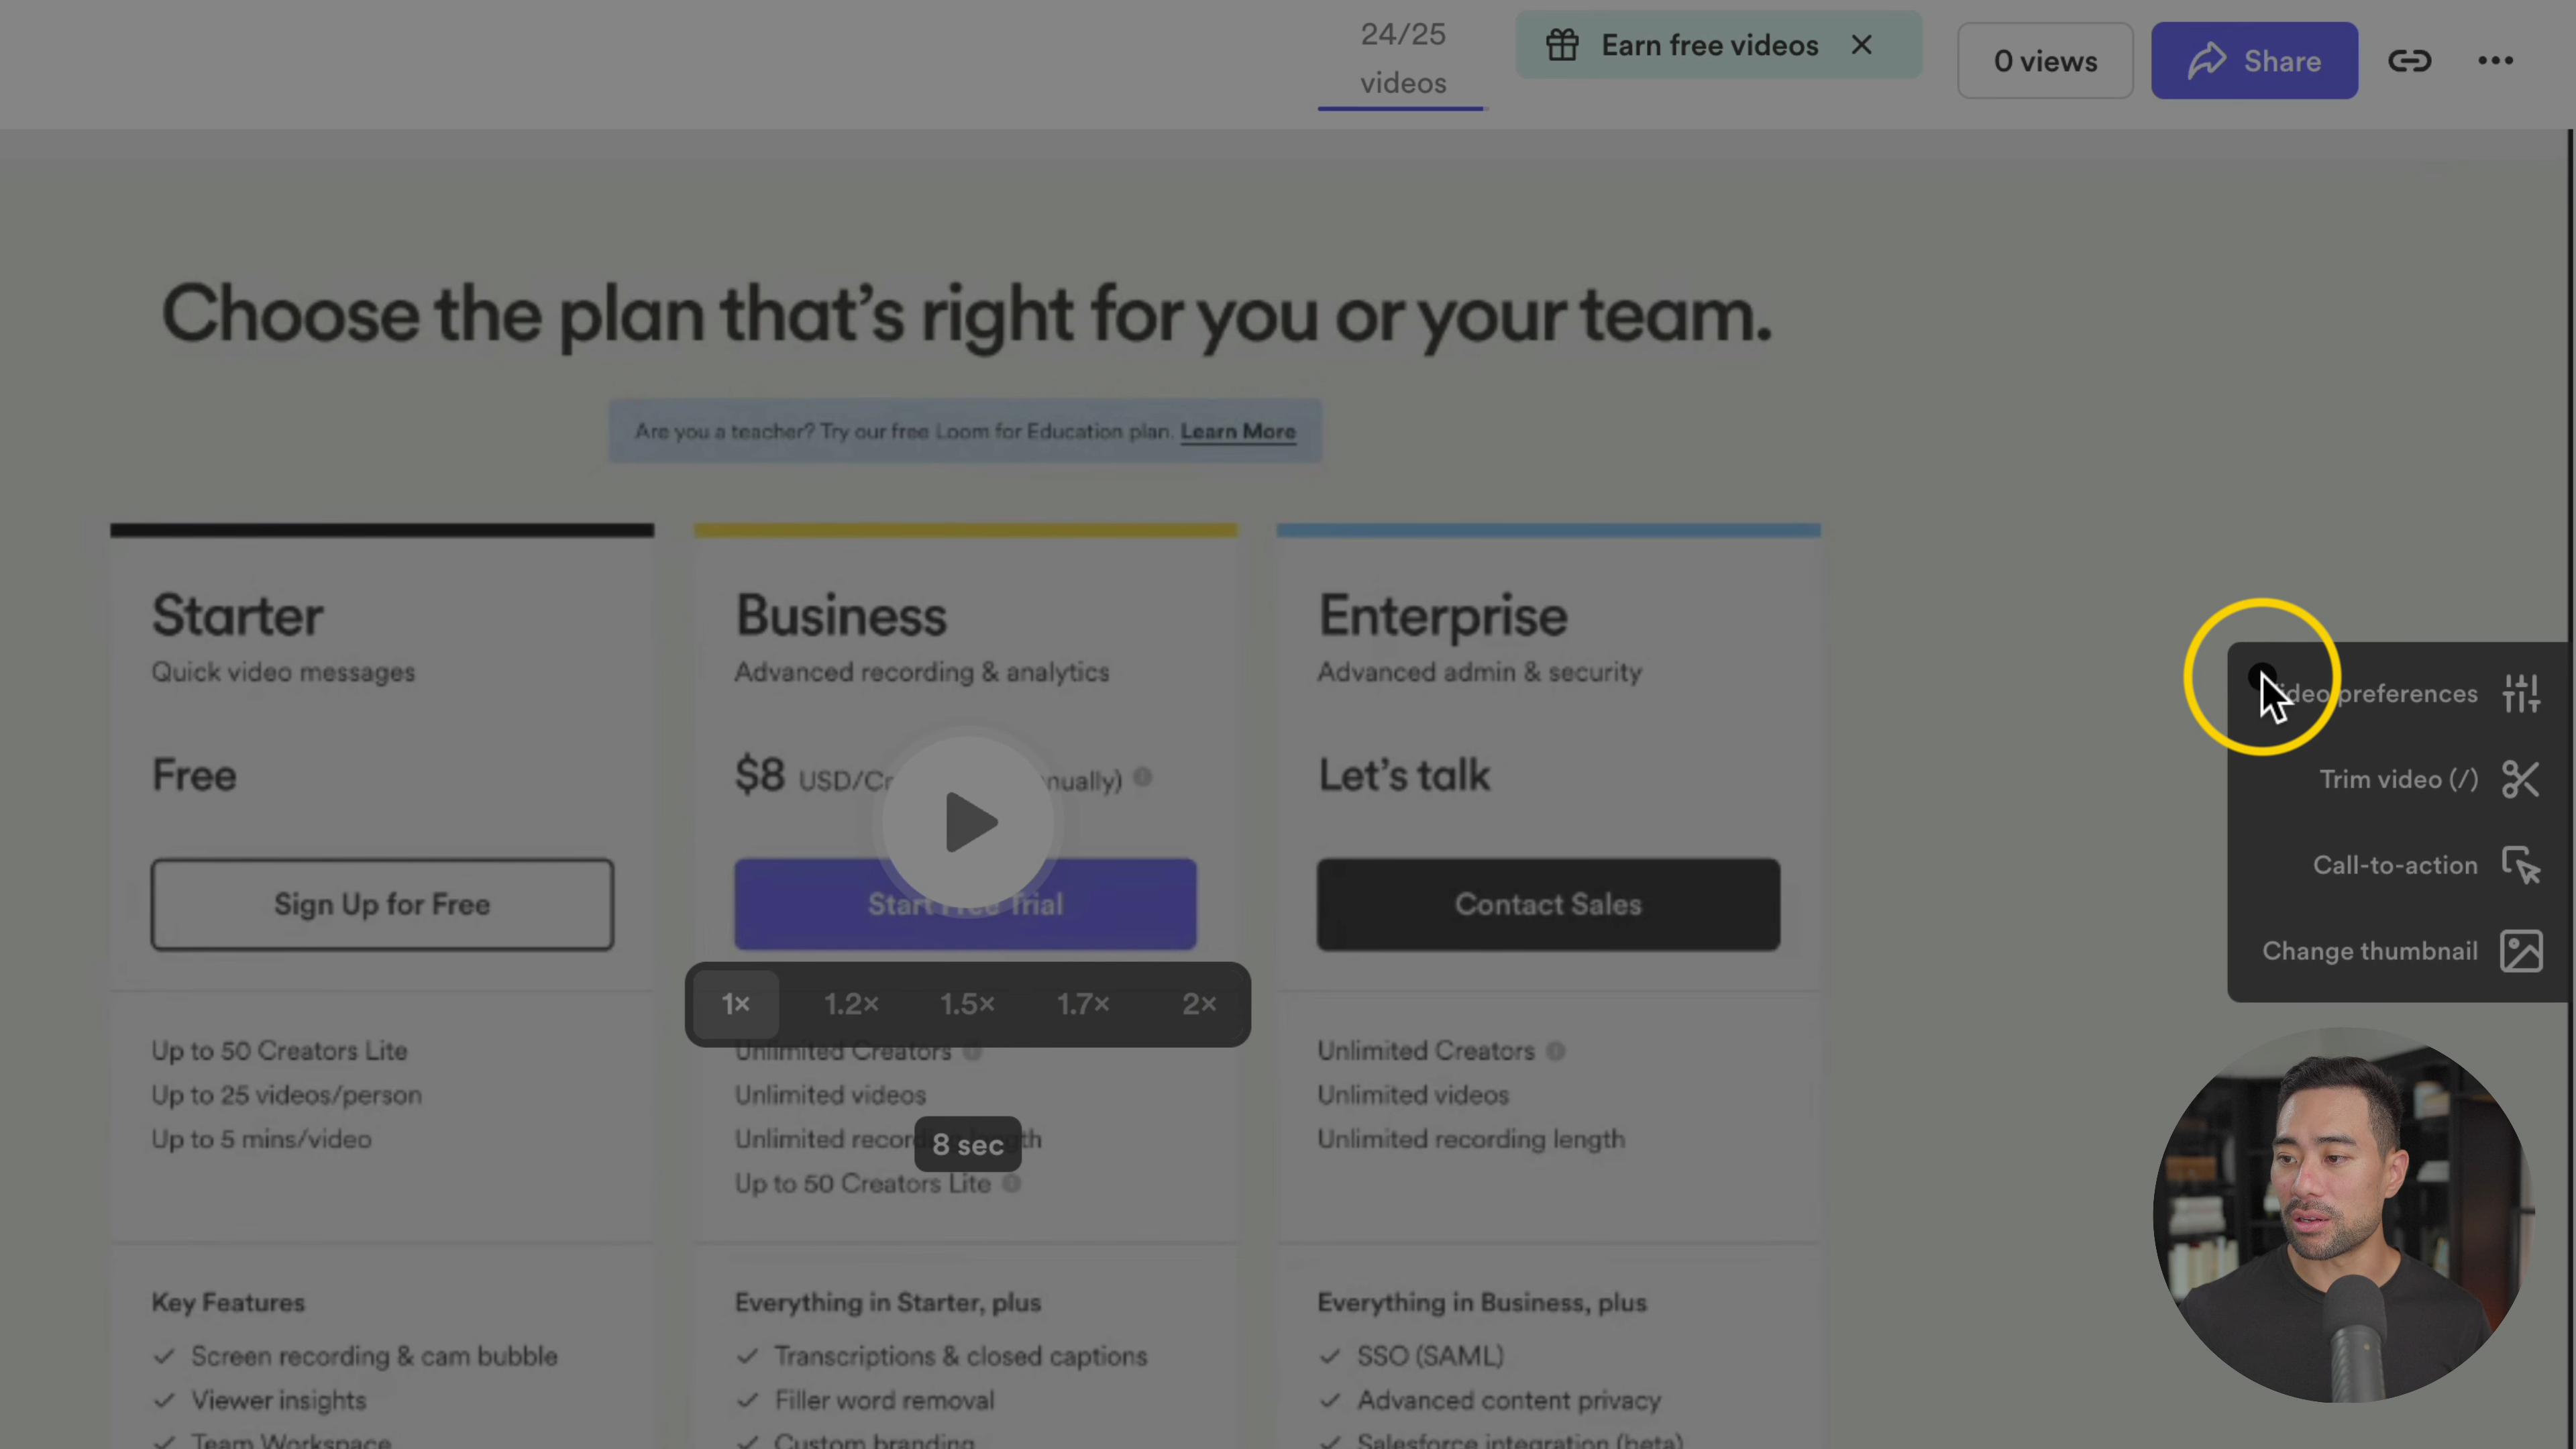 24/25
videos
Earn free videos
0 views
Share
Choose the plan that's right for you or your team.
Are you a teacher? Try our free Loom for Education plan. Learn More
Starter
Quick video messages
Free
Sign Up for Free
Up to 50 Creators Lite
Up to 25 videos/person
Up to 5 mins/video
Key Features
Screen recording & cam bubble
Viewer insights
Team Workspace
Business
Advanced recording & analytics
$8
Start Free Trial
1× 1.2× 1.5× 1.7× 2×
Unlimited Creators
Unlimited videos
Unlimited
8 sec
Up to 50 Creators Lite
Everything in Starter, plus
Transcriptions & closed captions
Filler word removal
Custom branding
Enterprise
Advanced admin & security
Let's talk
Contact Sales
Unlimited Creators
Unlimited videos
Unlimited recording length
Everything in Business, plus
SSO (SAML)
Advanced content privacy
Salesforce integration (beta)
preferences
Trim video (/)
Call-to-action
Change thumbnail